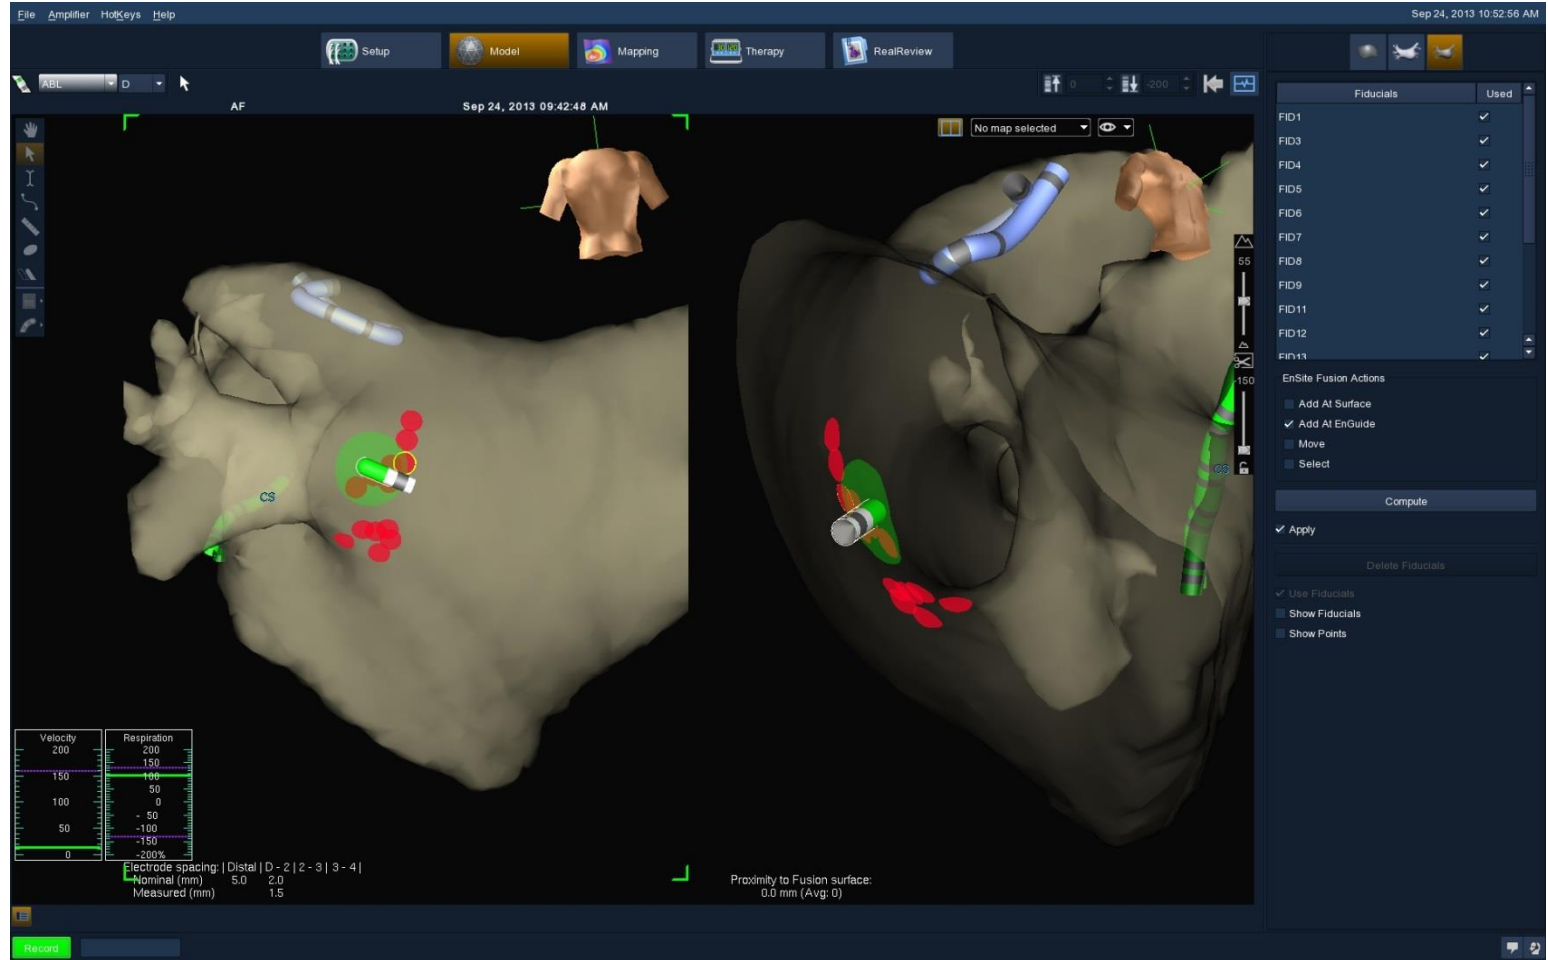 File Amplifier HotKeys Help
Sep 24, 2013 10:52:56 AM
Setup Model Mapping Therapy RealReview
ABL D
0 -200
AF Sep 24, 2013 09:42:48 AM
No map selected
55
-150
CS
CS
Fiducials Used
FID1
FID3
FID4
FID5
FID6
FID7
FID8
FID9
FID11
FID12
FID13
EnSite Fusion Actions
Add At Surface
Add At EnGuide
Move
Select
Compute
Apply
Delete Fiducials
Use Fiducials
Show Fiducials
Show Points
Velocity
200
150
100
50
0
Respiration
200
150
100
50
0
- 50
-100
-150
-200%
Electrode spacing: | Distal | D - 2 | 2 - 3 | 3 - 4 |
Nominal (mm) 5.0 2.0
Measured (mm) 1.5
Proximity to Fusion surface:
0.0 mm (Avg: 0)
Record